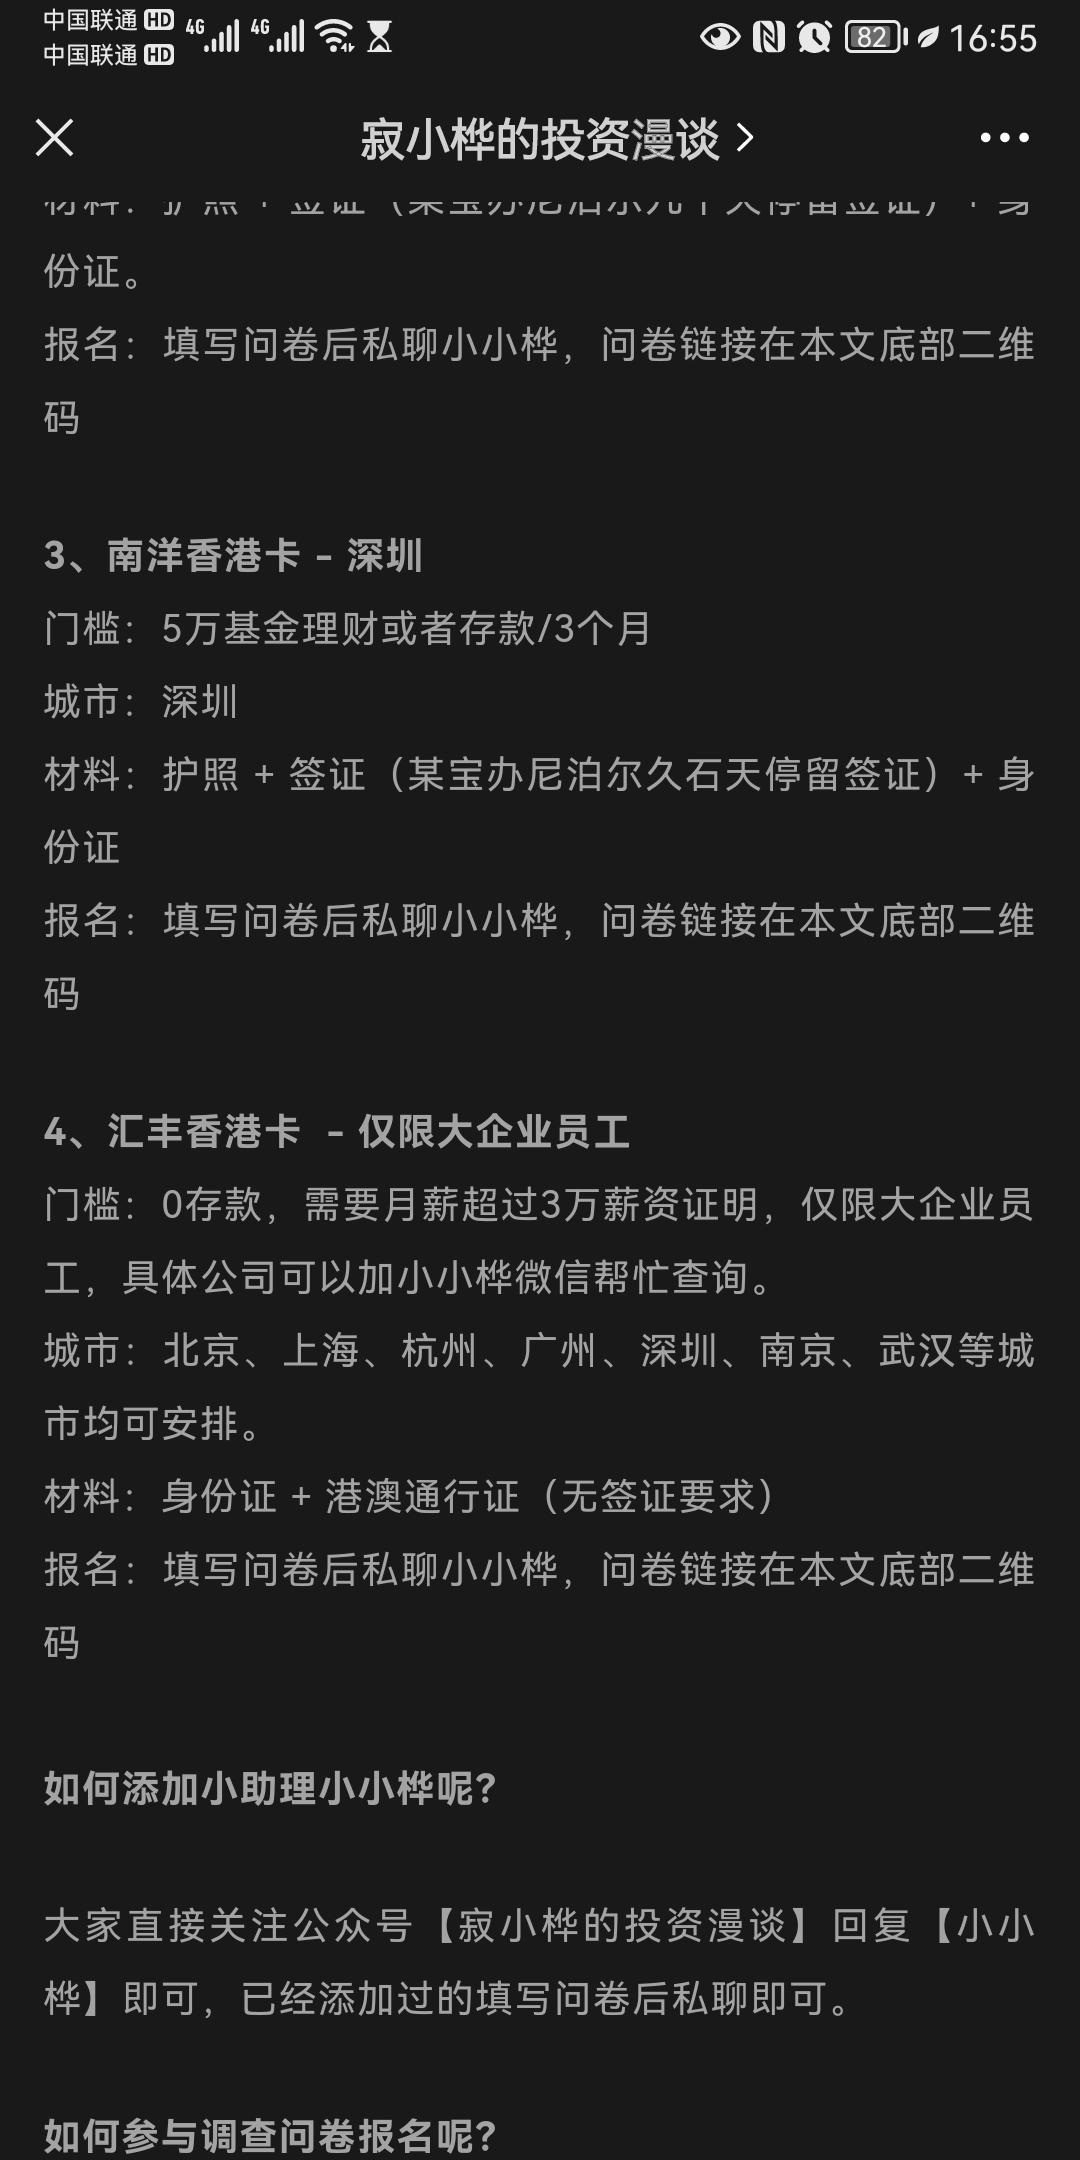 中国联通 HD 4G 4G 82 16:55
中国联通 HD
寂小桦的投资漫谈
份证。
报名：填写问卷后私聊小小桦，问卷链接在本文底部二维
码
3、南洋香港卡 - 深圳
门槛：5万基金理财或者存款/3个月
城市：深圳
材料：护照 + 签证（某宝办尼泊尔久石天停留签证）+ 身
份证
报名：填写问卷后私聊小小桦，问卷链接在本文底部二维
码
4、汇丰香港卡 - 仅限大企业员工
门槛：0存款，需要月薪超过3万薪资证明，仅限大企业员
工，具体公司可以加小小桦微信帮忙查询。
城市：北京、上海、杭州、广州、深圳、南京、武汉等城
市均可安排。
材料：身份证 + 港澳通行证（无签证要求）
报名：填写问卷后私聊小小桦，问卷链接在本文底部二维
码
如何添加小助理小小桦呢？
大家直接关注公众号【寂小桦的投资漫谈】回复【小小
桦】即可，已经添加过的填写问卷后私聊即可。
如何参与调查问卷报名呢？